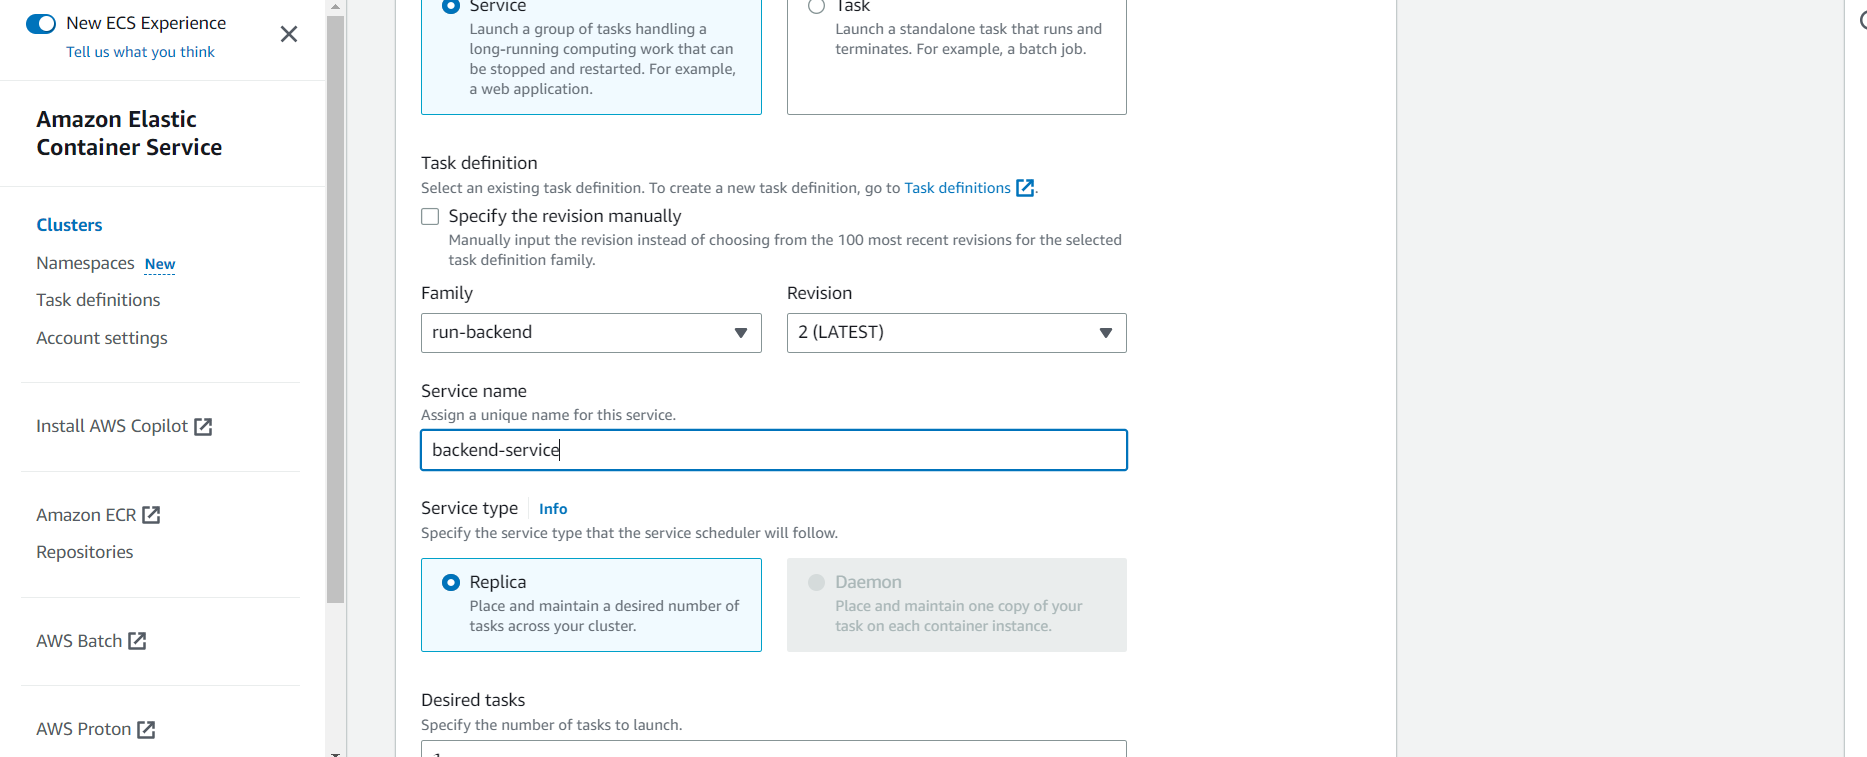 New ECS Experience
Tell us what you think
Amazon Elastic
Container Service
Clusters
Namespaces New
Task definitions
Account settings
Install AWS Copilot
Amazon ECR
Repositories
AWS Batch
AWS Proton
Service
Launch a group of tasks handling a
long-running computing work that can
be stopped and restarted. For example,
a web application.
Task
Launch a standalone task that runs and
terminates. For example, a batch job.
Task definition
Select an existing task definition. To create a new task definition, go to Task definitions.
Specify the revision manually
Manually input the revision instead of choosing from the 100 most recent revisions for the selected
task definition family.
Family
run-backend
Revision
2 (LATEST)
Service name
Assign a unique name for this service.
backend-service
Service type Info
Specify the service type that the service scheduler will follow.
Replica
Place and maintain a desired number of
tasks across your cluster.
Daemon
Place and maintain one copy of your
task on each container instance.
Desired tasks
Specify the number of tasks to launch.